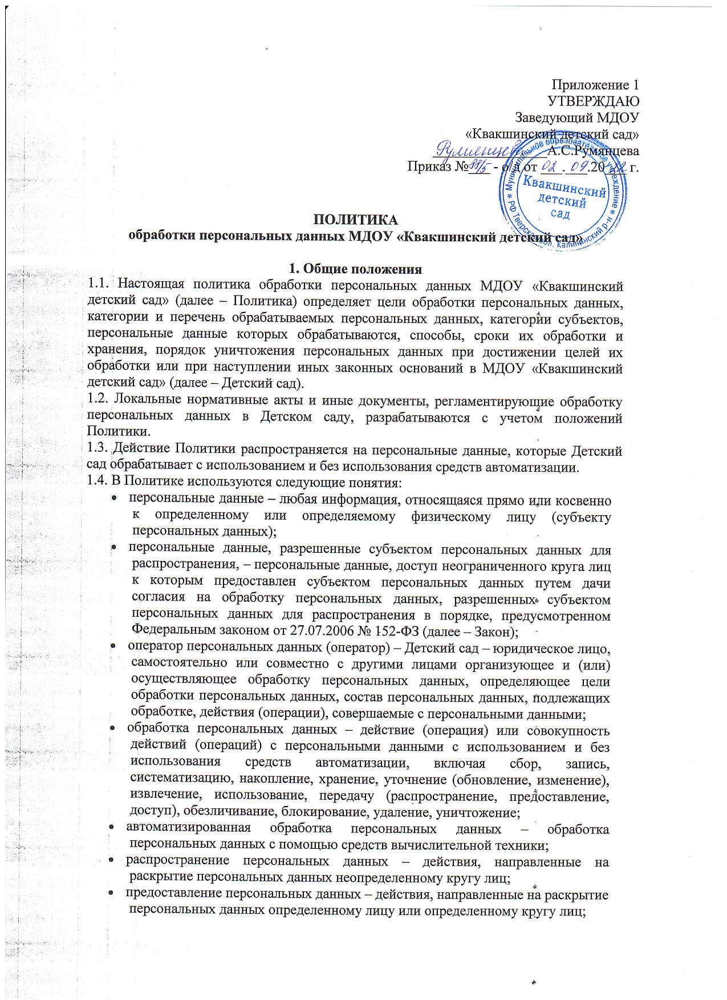 Приложение 1
УТВЕРЖДАЮ
Заведующий МДОУ
«Квакшинский детский сад»
А.С.Румянцева
Приказ № 88/5 - о/д от 02.09.20 22 г.
Муниципальное образовательное учреждение * РФ Тверская обл. Калининский р-н *
Квакшинский
детский
сад
ПОЛИТИКА
обработки персональных данных МДОУ «Квакшинский детский сад»
1. Общие положения
1.1. Настоящая политика обработки персональных данных МДОУ «Квакшинский
детский сад» (далее – Политика) определяет цели обработки персональных данных,
категории и перечень обрабатываемых персональных данных, категории субъектов,
персональные данные которых обрабатываются, способы, сроки их обработки и
хранения, порядок уничтожения персональных данных при достижении целей их
обработки или при наступлении иных законных оснований в МДОУ «Квакшинский
детский сад» (далее – Детский сад).
1.2. Локальные нормативные акты и иные документы, регламентирующие обработку
персональных данных в Детском саду, разрабатываются с учетом положений
Политики.
1.3. Действие Политики распространяется на персональные данные, которые Детский
сад обрабатывает с использованием и без использования средств автоматизации.
1.4. В Политике используются следующие понятия:
• персональные данные – любая информация, относящаяся прямо или косвенно
к определенному или определяемому физическому лицу (субъекту
персональных данных);
• персональные данные, разрешенные субъектом персональных данных для
распространения, – персональные данные, доступ неограниченного круга лиц
к которым предоставлен субъектом персональных данных путем дачи
согласия на обработку персональных данных, разрешенных субъектом
персональных данных для распространения в порядке, предусмотренном
Федеральным законом от 27.07.2006 № 152-ФЗ (далее – Закон);
• оператор персональных данных (оператор) – Детский сад – юридическое лицо,
самостоятельно или совместно с другими лицами организующее и (или)
осуществляющее обработку персональных данных, определяющее цели
обработки персональных данных, состав персональных данных, подлежащих
обработке, действия (операции), совершаемые с персональными данными;
• обработка персональных данных – действие (операция) или совокупность
действий (операций) с персональными данными с использованием и без
использования средств автоматизации, включая сбор, запись,
систематизацию, накопление, хранение, уточнение (обновление, изменение),
извлечение, использование, передачу (распространение, предоставление,
доступ), обезличивание, блокирование, удаление, уничтожение;
• автоматизированная обработка персональных данных – обработка
персональных данных с помощью средств вычислительной техники;
• распространение персональных данных – действия, направленные на
раскрытие персональных данных неопределенному кругу лиц;
• предоставление персональных данных – действия, направленные на раскрытие
персональных данных определенному лицу или определенному кругу лиц;